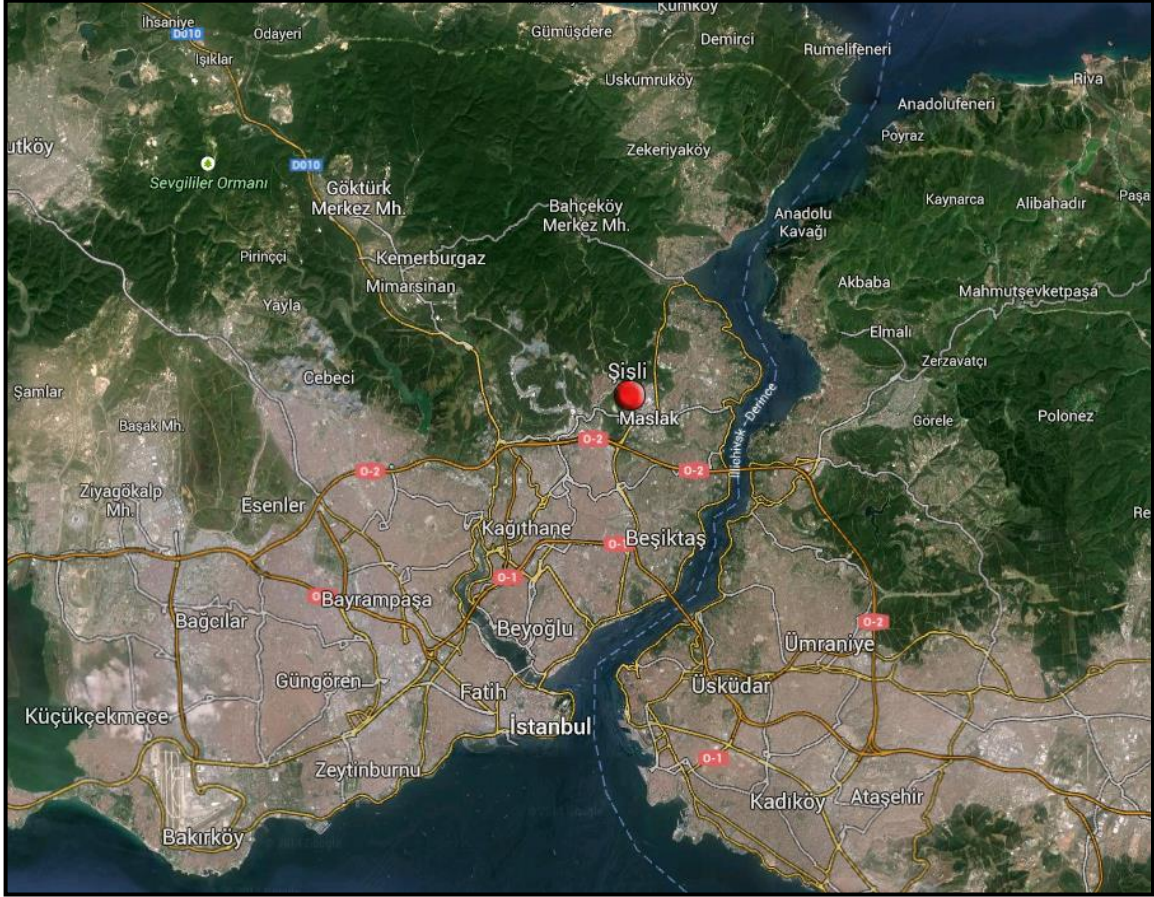 Kumköy
İhsaniye
D010
Odayeri
Gümüşdere
Demirci
Rumelifeneri
Işıklar
Uskumruköy
Riva
Anadolufeneri
utköy
Poyraz
Zekeriyaköy
D010
Sevgililer Ormanı
Göktürk
Merkez Mh.
Bahçeköy
Merkez Mh.
Anadolu
Kavağı
Kaynarca
Alibahadır
Paşa
Pirinççi
Kemerburgaz
Mimarsinan
Akbaba
Mahmutşevketpaşa
Yayla
Elmalı
Zerzavatçı
Şişli
Cebeci
Şamlar
Maslak
Illichivsk - Derince
Görele
Polonez
Başak Mh.
O-2
O-2
O-2
Ziyagökalp
Mh.
Esenler
Re
Kağıthane
O-1
Beşiktaş
O-1
O
Bayrampaşa
Bağcılar
Beyoğlu
O-2
Ümraniye
Güngören
Fatih
Üsküdar
Küçükçekmece
İstanbul
Zeytinburnu
O-1
Kadıköy
Ataşehir
Bakırköy